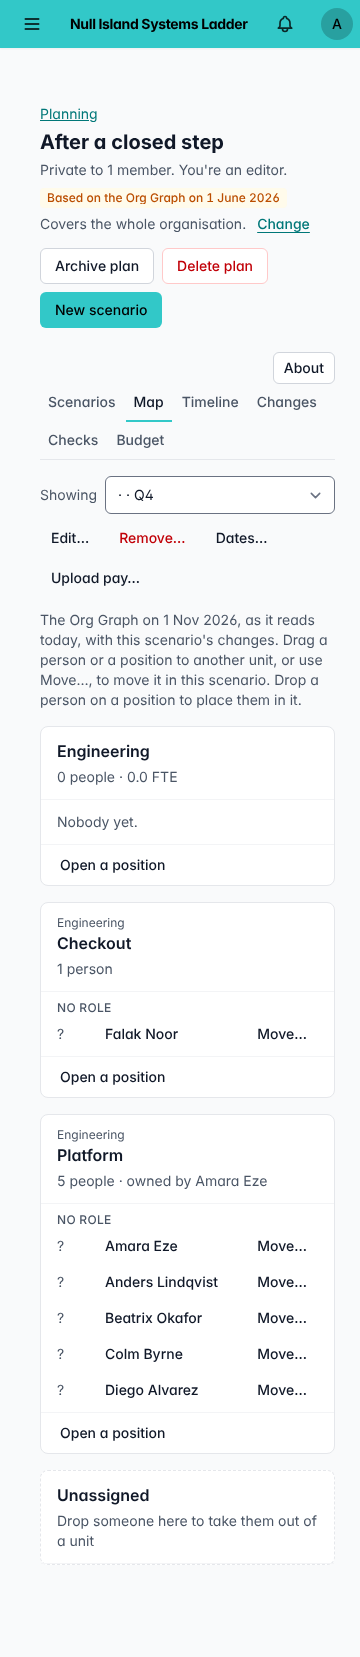 Null Island Systems Ladder
A
Planning
After a closed step
Private to 1 member. You're an editor.
Based on the Org Graph on 1 June 2026
Covers the whole organisation. Change
Archive plan
Delete plan
New scenario
About
Scenarios Map Timeline Changes
Checks Budget
Showing · · Q4
Edit... Remove... Dates...
Upload pay...
The Org Graph on 1 Nov 2026, as it reads
today, with this scenario's changes. Drag a
person or a position to another unit, or use
Move..., to move it in this scenario. Drop a
person on a position to place them in it.
Engineering
0 people · 0.0 FTE
Nobody yet.
Open a position
Engineering
Checkout
1 person
NO ROLE
? Falak Noor Move...
Open a position
Engineering
Platform
5 people · owned by Amara Eze
NO ROLE
? Amara Eze Move...
? Anders Lindqvist Move...
? Beatrix Okafor Move...
? Colm Byrne Move...
? Diego Alvarez Move...
Open a position
Unassigned
Drop someone here to take them out of
a unit